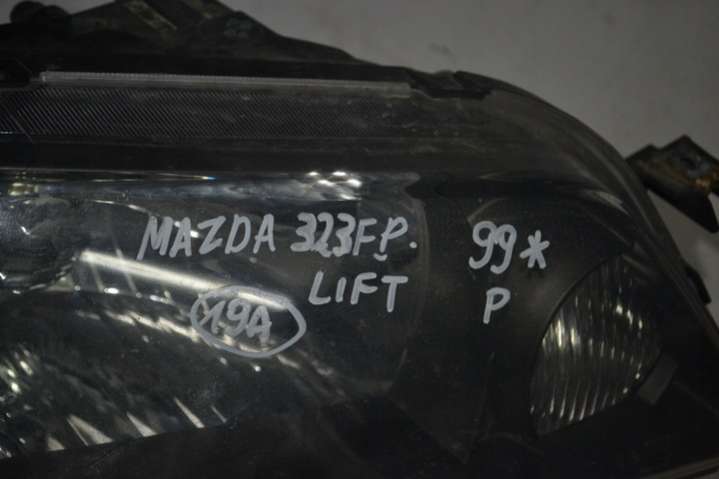 MAZDA 323F P. 99*
LIFT P
19A